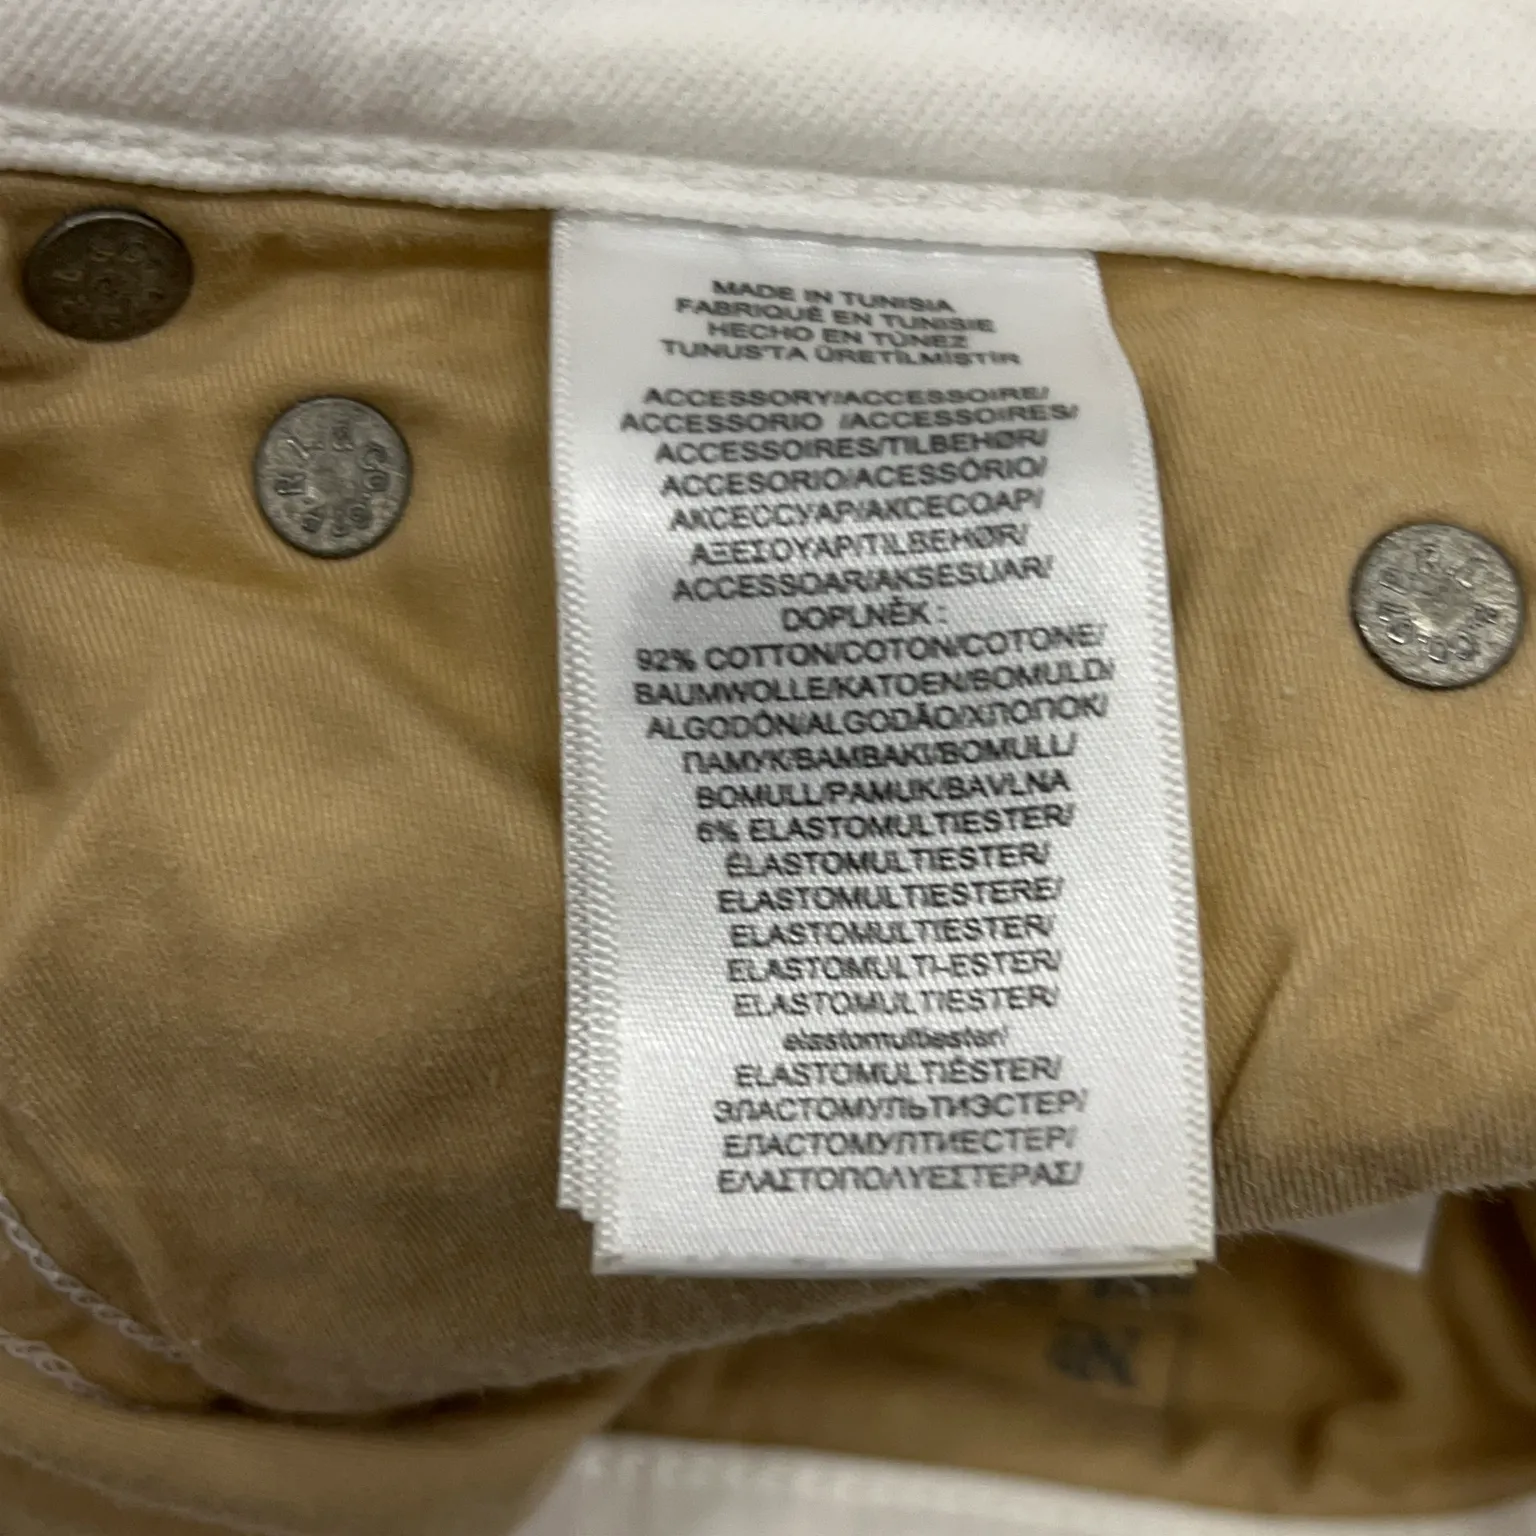 MADE IN TUNISIA
FABRIQUÉ EN TUNISIE
HECHO EN TÚNEZ
TUNUS'TA ÜRETİLMİŞTİR
ACCESSORY/ACCESSOIRE/
ACCESSORIO /ACCESSOIRES/
ACCESSOIRES/TILBEHØR/
ACCESORIO/ACESSÓRIO/
АКСЕССУАР/АКСЕСОАР/
ΑΞΕΣΟΥΑΡ/TILBEHØR/
ACCESSOAR/AKSESUAR/
DOPLNĚK :
92% COTTON/COTON/COTONE/
BAUMWOLLE/KATOEN/BOMULD/
ALGODÓN/ALGODÃO/ХЛОПОК/
ПАМУК/ΒΑΜΒΑΚΙ/BOMULL/
BOMULL/PAMUK/BAVLNA
6% ELASTOMULTIESTER/
ÉLASTOMULTIESTER/
ELASTOMULTIESTERE/
ELASTOMULTIESTER/
ELASTOMULTI-ESTER/
ELASTOMULTIESTER/
elastomultiester/
ELASTOMULTIÉSTER/
ЭЛАСТОМУЛЬТИЭСТЕР/
ЕЛАСТОМУЛТИЕСТЕР/
ΕΛΑΣΤΟΠΟΛΥΕΣΤΕΡΑΣ/